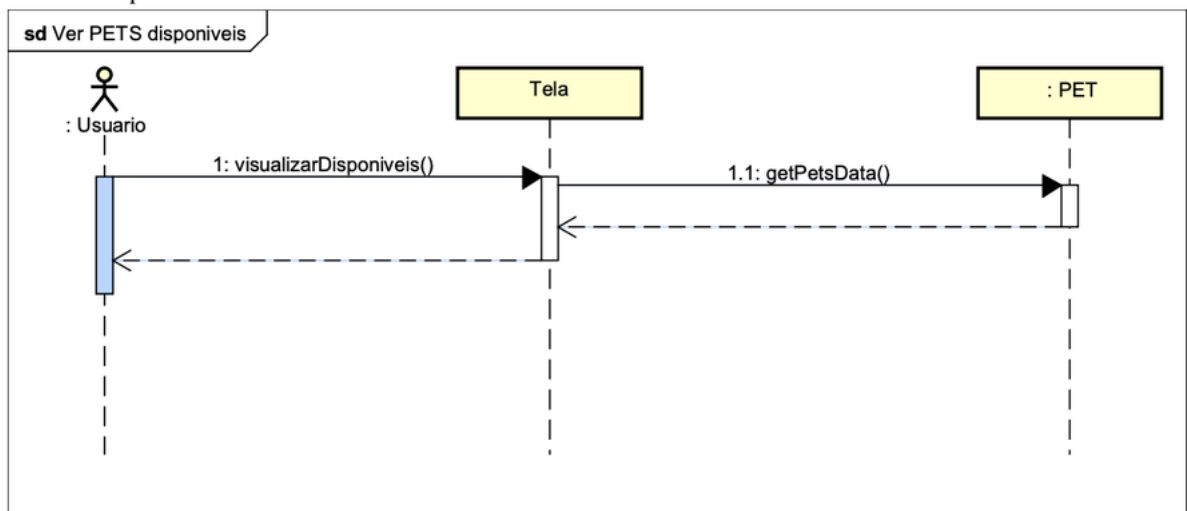 sd Ver PETS disponiveis
: Usuario
Tela
: PET
1: visualizarDisponiveis()
1.1: getPetsData()